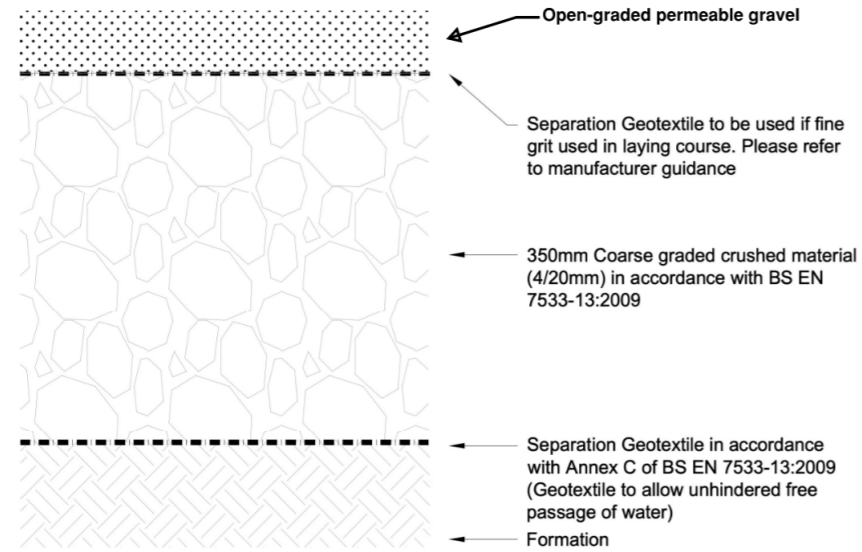 Open-graded permeable gravel
Separation Geotextile to be used if fine
grit used in laying course. Please refer
to manufacturer guidance
350mm Coarse graded crushed material
(4/20mm) in accordance with BS EN
7533-13:2009
Separation Geotextile in accordance
with Annex C of BS EN 7533-13:2009
(Geotextile to allow unhindered free
passage of water)
Formation